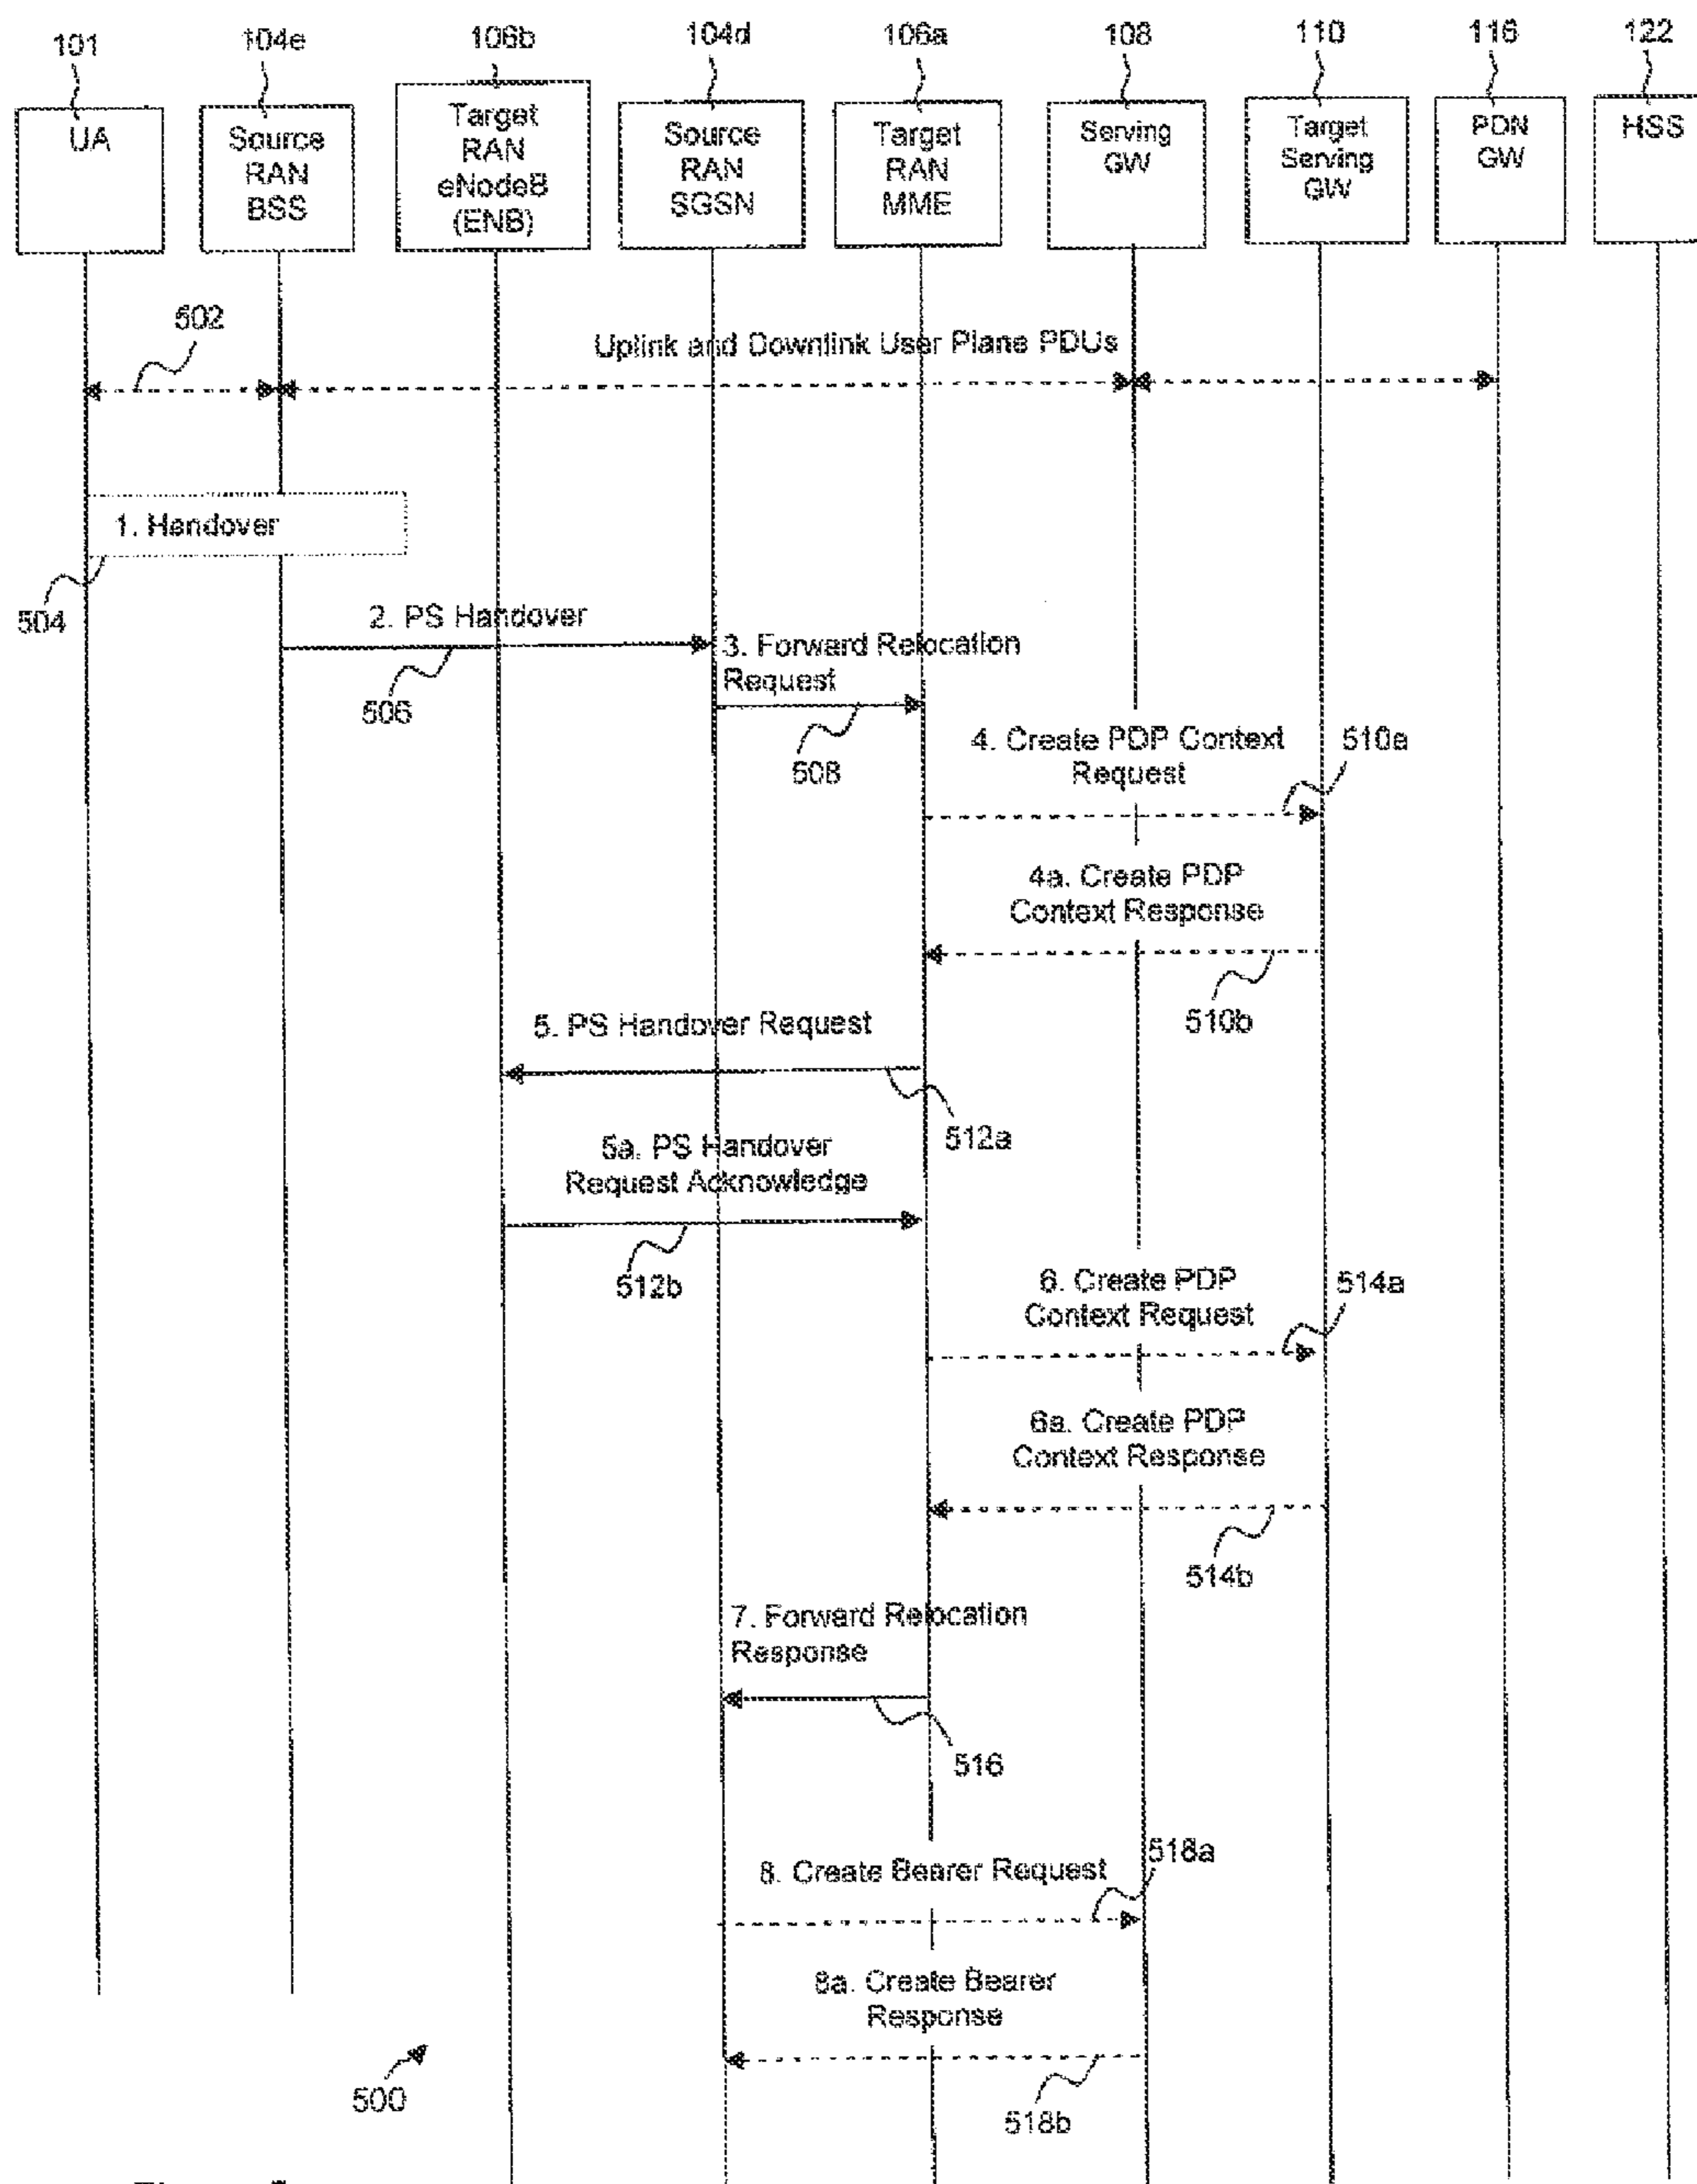 101
104e
106b
104d
106a
108
110
116
122
UA
Source
RAN
BSS
Target
RAN
eNodeB
(ENB)
Source
RAN
SGSN
Target
RAN
MME
Serving
GW
Target
Serving
GW
PDN
GW
HSS
502
Uplink and Downlink User Plane PDUs
1. Handover
504
2. PS Handover
506
3. Forward Relocation
Request
508
4. Create PDP Context
Request
510a
4a. Create PDP
Context Response
510b
5. PS Handover Request
512a
5a. PS Handover
Request Acknowledge
512b
6. Create PDP
Context Request
514a
6a. Create PDP
Context Response
514b
7. Forward Relocation
Response
516
8. Create Bearer Request
518a
8a. Create Bearer
Response
518b
500